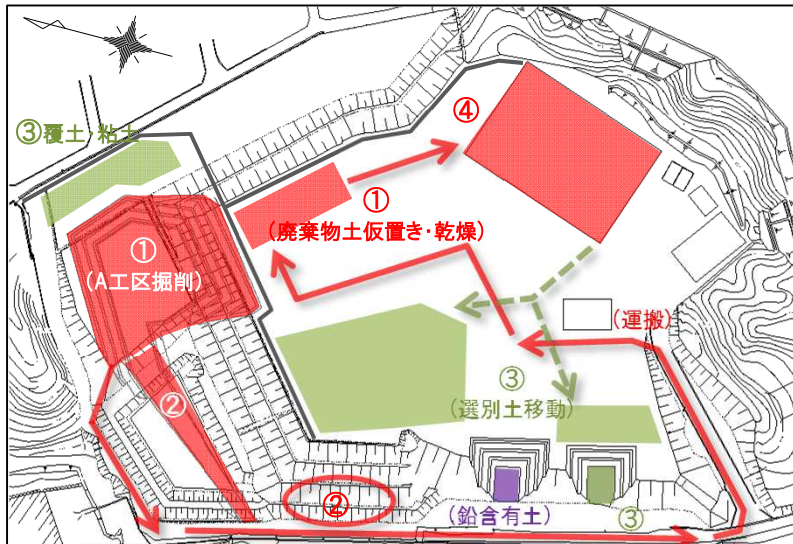 ③覆土・粘土
④
①
(廃棄物土仮置き・乾燥)
①
(A工区掘削)
(運搬)
②
③
(選別土移動)
②
(鉛含有土)
③